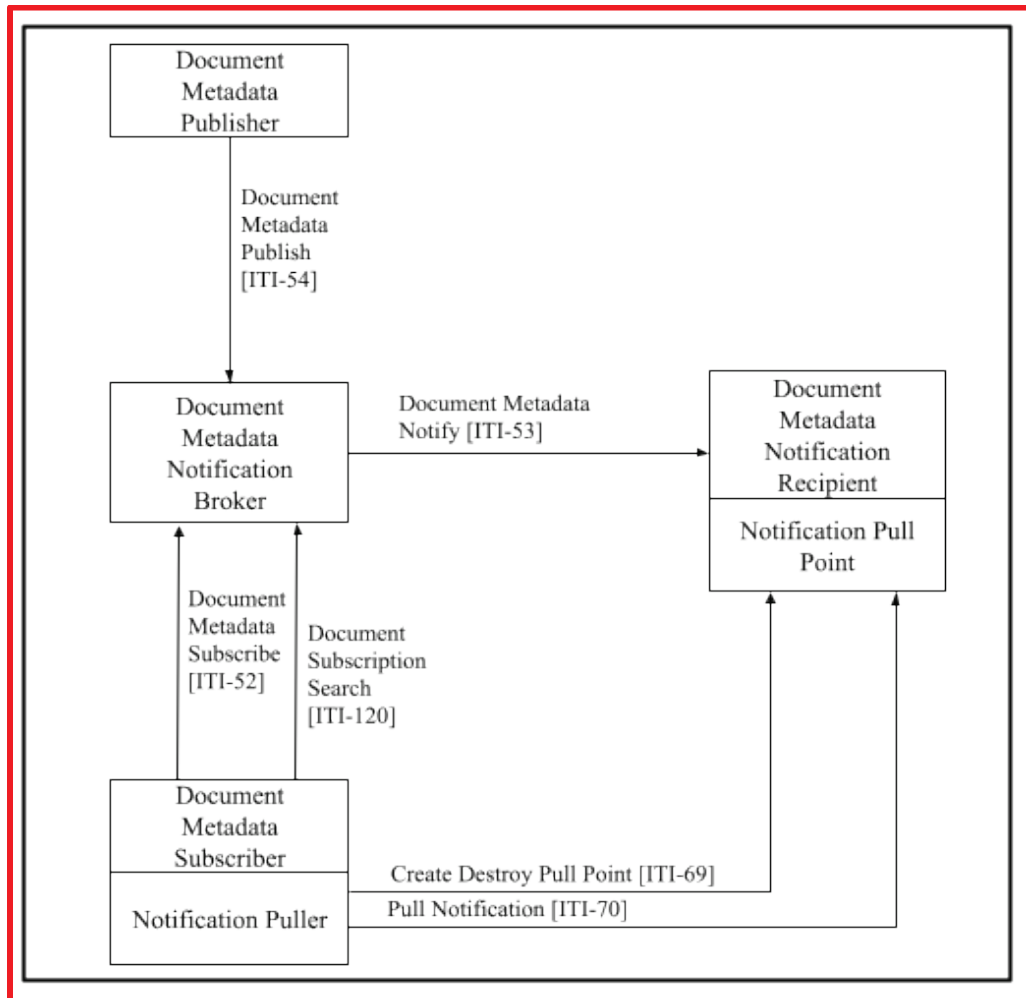 Document
Metadata
Publisher
Document
Metadata
Publish
[ITI-54]
Document
Metadata
Notification
Broker
Document Metadata
Notify [ITI-53]
Document
Metadata
Notification
Recipient
Notification Pull
Point
Document
Metadata
Subscribe
[ITI-52]
Document
Subscription
Search
[ITI-120]
Document
Metadata
Subscriber
Notification Puller
Create Destroy Pull Point [ITI-69]
Pull Notification [ITI-70]